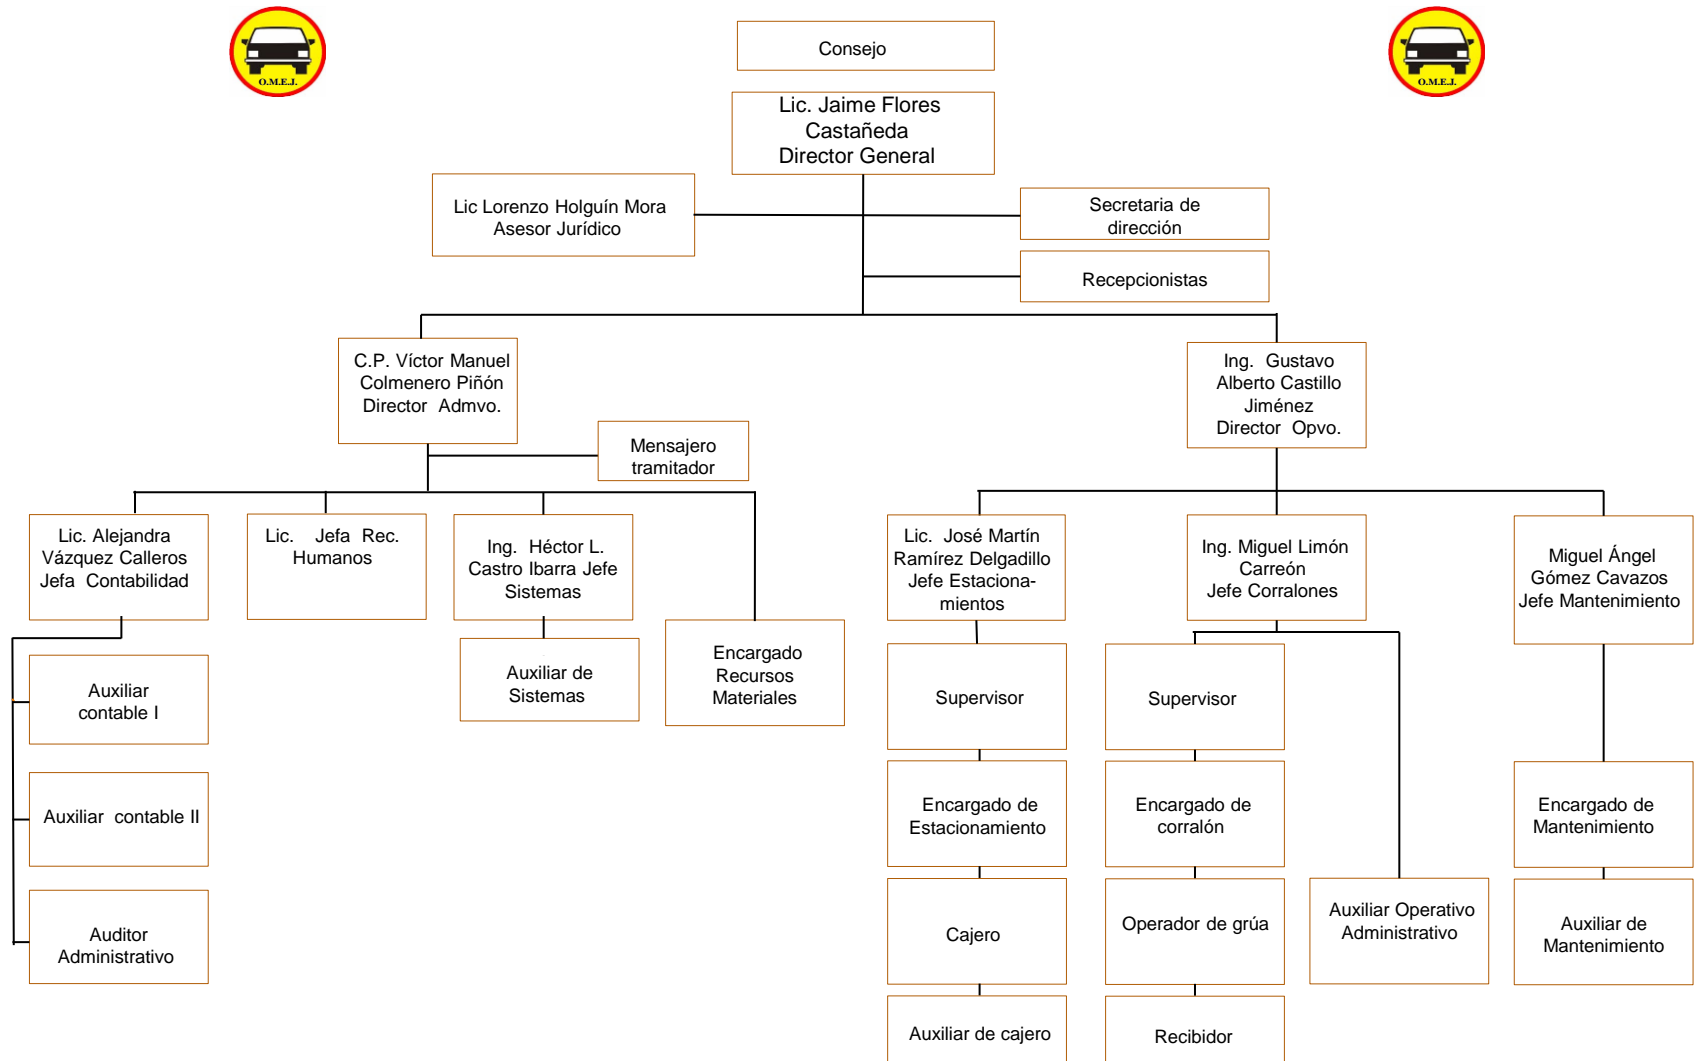 O.M.E.J.
O.M.E.J.
Consejo
Lic. Jaime Flores
Castañeda
Director General
Lic Lorenzo Holguín Mora
Asesor Jurídico
Secretaria de
dirección
Recepcionistas
C.P. Víctor Manuel
Colmenero Piñón
Director Admvo.
Ing. Gustavo
Alberto Castillo
Jiménez
Director Opvo.
Mensajero
tramitador
Lic. Alejandra
Vázquez Calleros
Jefa Contabilidad
Lic. Jefa Rec.
Humanos
Ing. Héctor L.
Castro Ibarra Jefe
Sistemas
Encargado
Recursos
Materiales
Auxiliar de
Sistemas
Auxiliar
contable I
Auxiliar contable II
Auditor
Administrativo
Lic. José Martín
Ramírez Delgadillo
Jefe Estaciona-
mientos
Ing. Miguel Limón
Carreón
Jefe Corralones
Miguel Ángel
Gómez Cavazos
Jefe Mantenimiento
Supervisor
Supervisor
Encargado de
Estacionamiento
Encargado de
corralón
Encargado de
Mantenimiento
Cajero
Operador de grúa
Auxiliar Operativo
Administrativo
Auxiliar de
Mantenimiento
Auxiliar de cajero
Recibidor